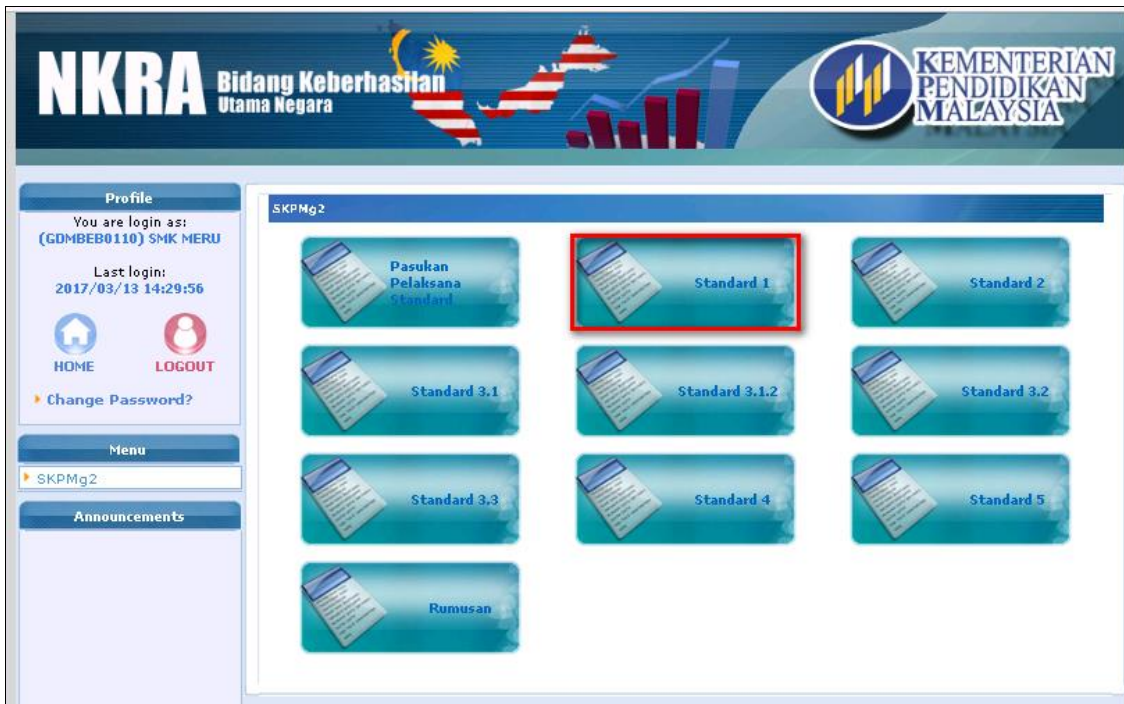 NKRA Bidang Keberhasilan
Utama Negara
KEMENTERIAN
PENDIDIKAN
MALAYSIA
Profile
You are login as:
(GDMBEB0110) SMK MERU
Last login:
2017/03/13 14:29:56
HOME
LOGOUT
Change Password?
Menu
SKPMg2
Announcements
SKPMg2
Pasukan
Pelaksana
Standard
Standard 1
Standard 2
Standard 3.1
Standard 3.1.2
Standard 3.2
Standard 3.3
Standard 4
Standard 5
Rumusan